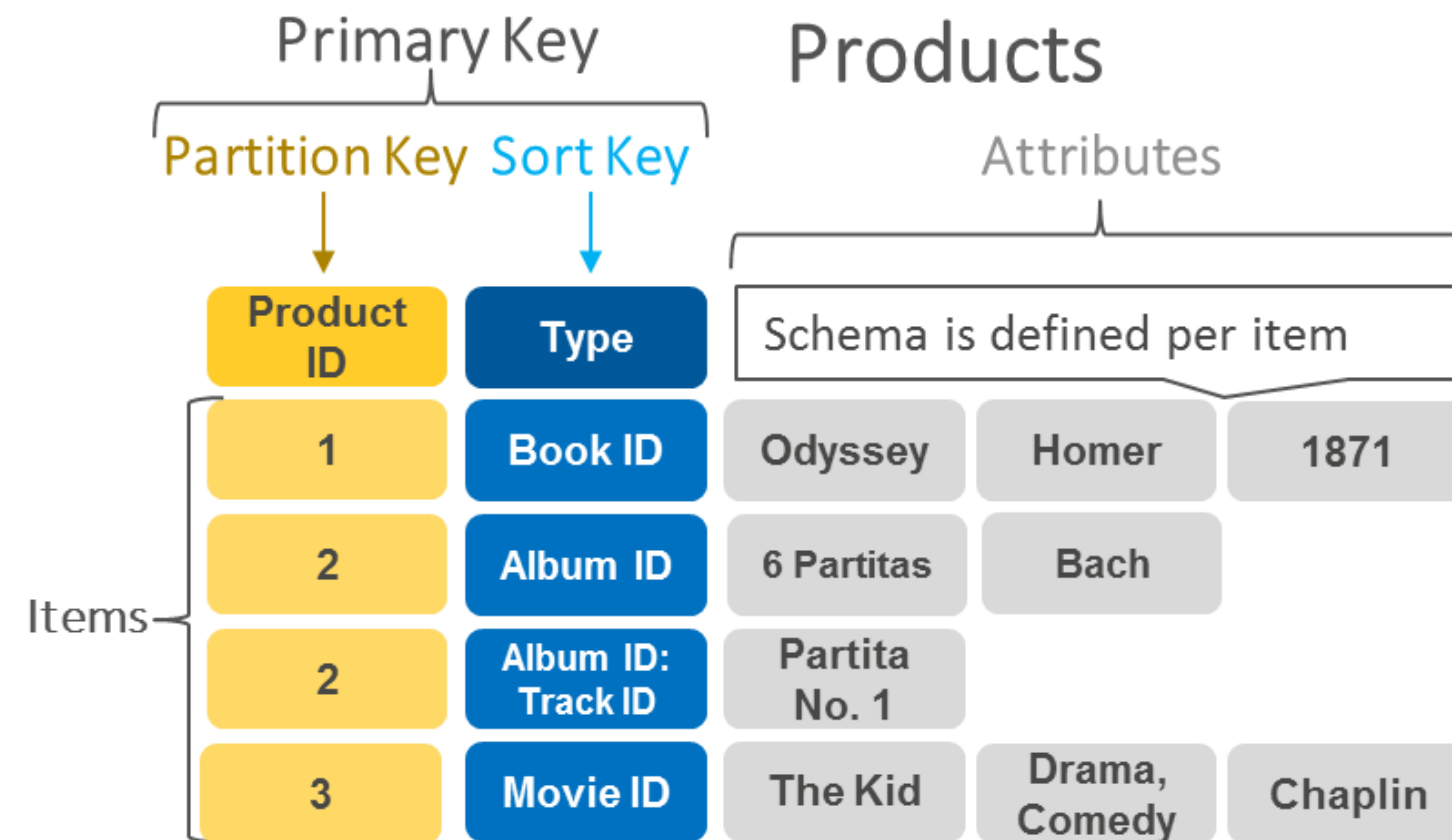 Primary Key
Products
Partition Key Sort Key
Attributes
Product
ID
Type
Schema is defined per item
1
Book ID
Odyssey
Homer
1871
2
Album ID
6 Partitas
Bach
Items
2
Album ID:
Track ID
Partita
No. 1
3
Movie ID
The Kid
Drama,
Comedy
Chaplin